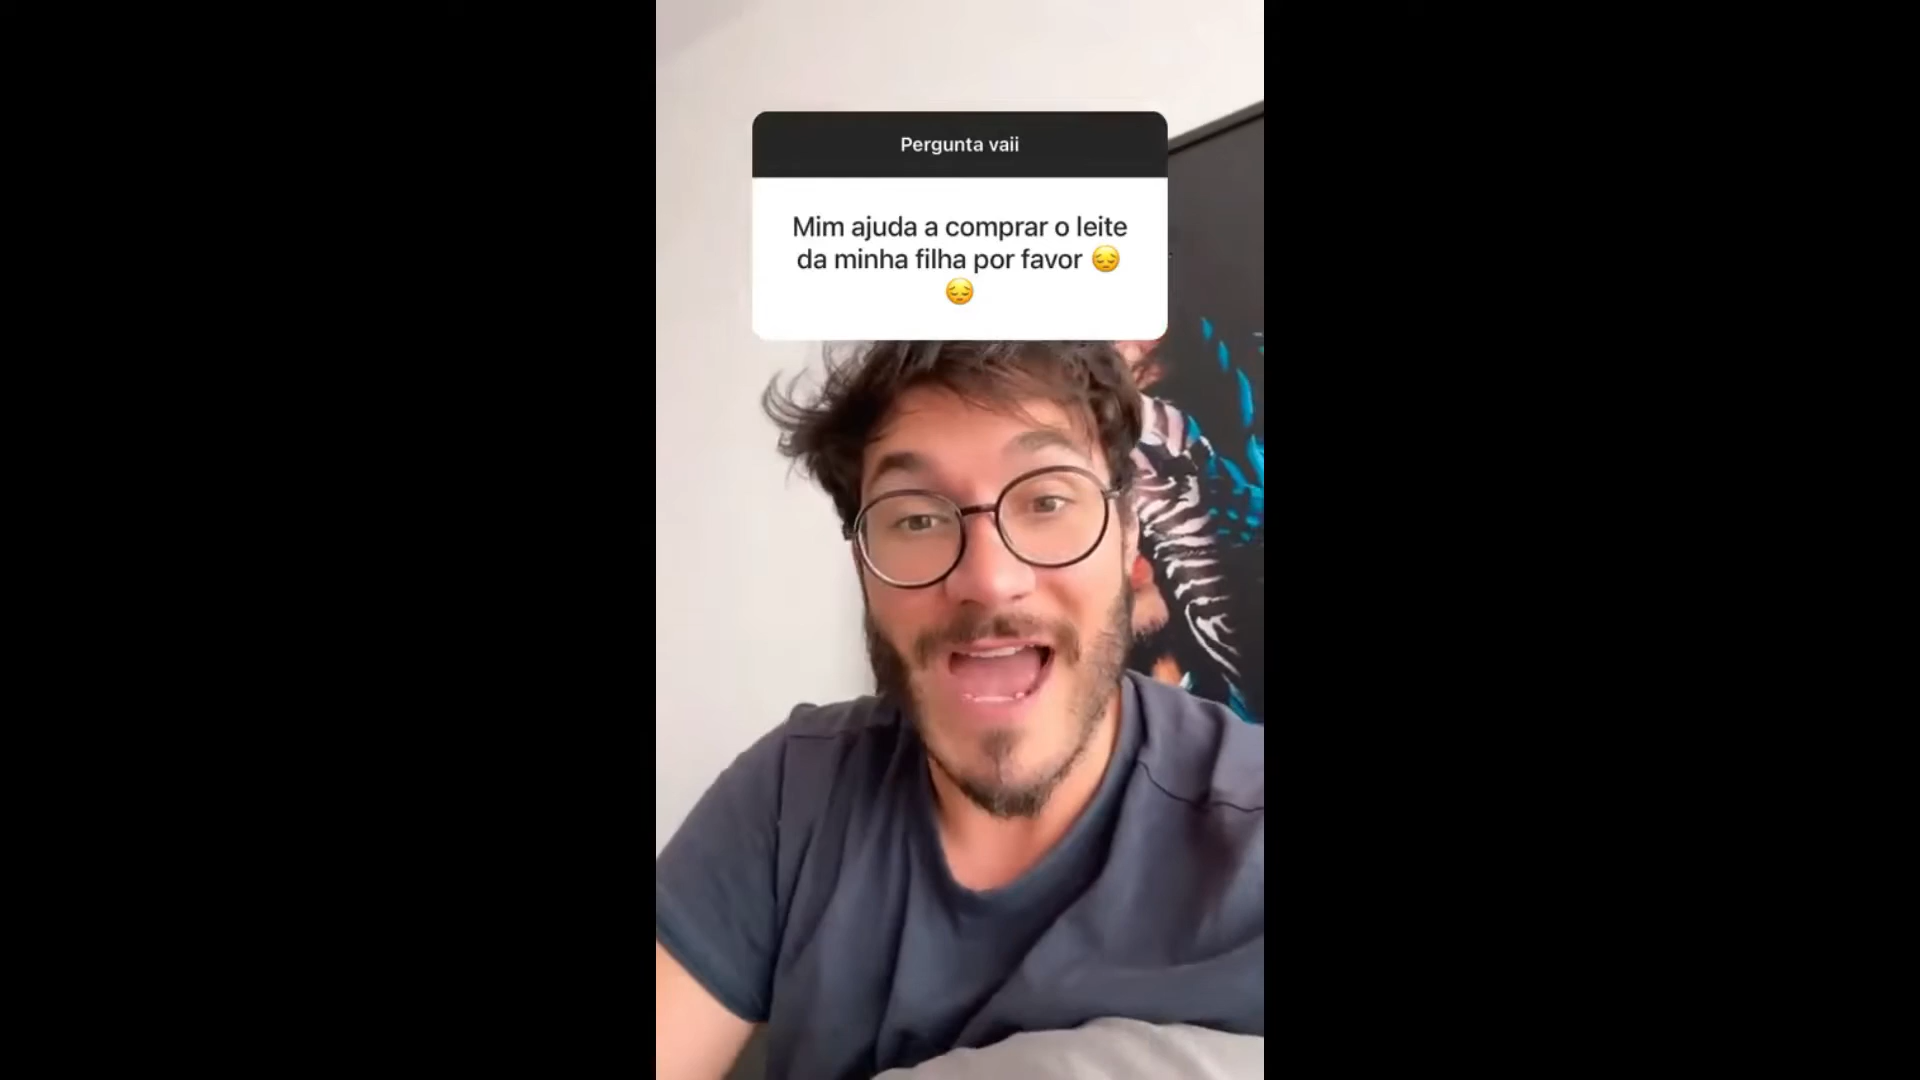 Pergunta vaii
Mim ajuda a comprar o leite
da minha filha por favor 😔
😔